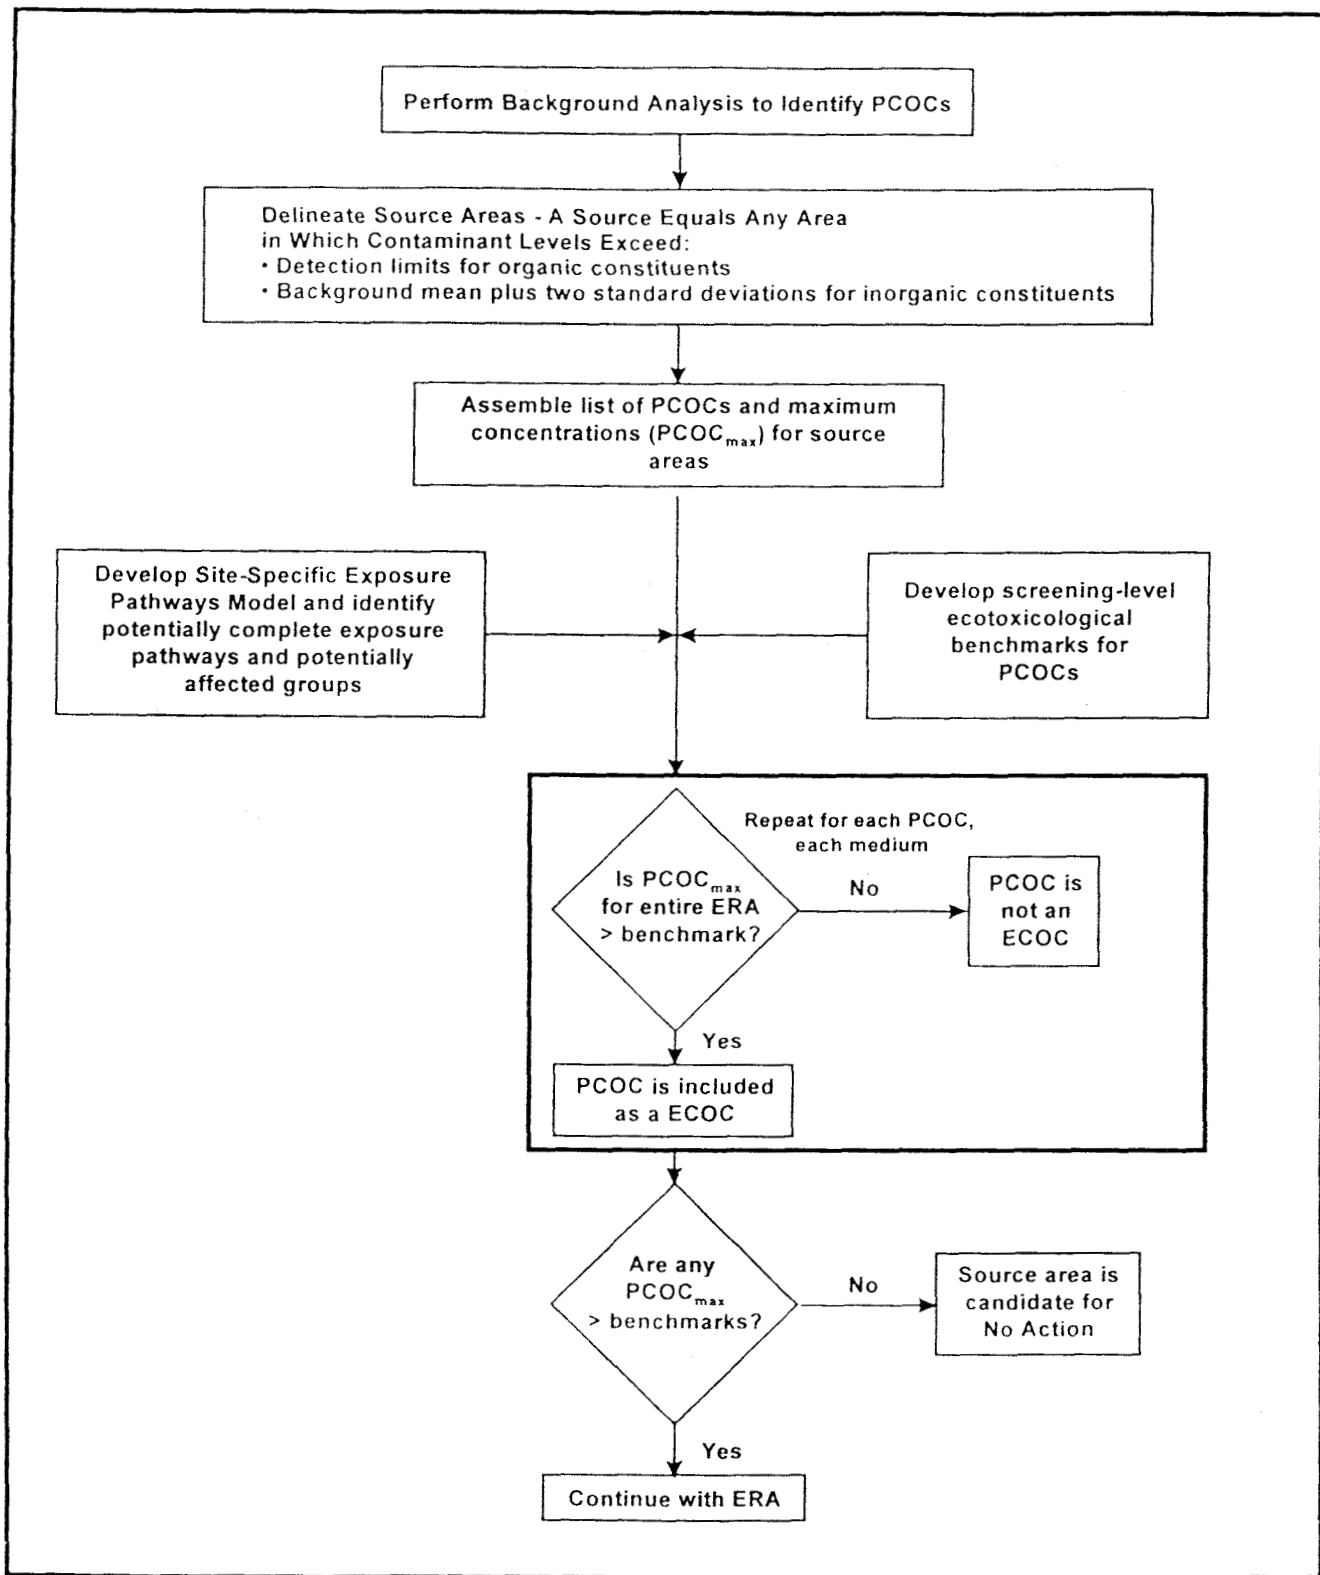 Perform Background Analysis to Identify PCOCs
Delineate Source Areas - A Source Equals Any Area
in Which Contaminant Levels Exceed:
• Detection limits for organic constituents
• Background mean plus two standard deviations for inorganic constituents
Assemble list of PCOCs and maximum
concentrations (PCOCmax) for source
areas
Develop Site-Specific Exposure
Pathways Model and identify
potentially complete exposure
pathways and potentially
affected groups
Develop screening-level
ecotoxicological
benchmarks for
PCOCs
Repeat for each PCOC,
each medium
Is PCOCmax
for entire ERA
> benchmark?
No
PCOC is
not an
ECOC
Yes
PCOC is included
as a ECOC
Are any
PCOCmax
> benchmarks?
No
Source area is
candidate for
No Action
Yes
Continue with ERA